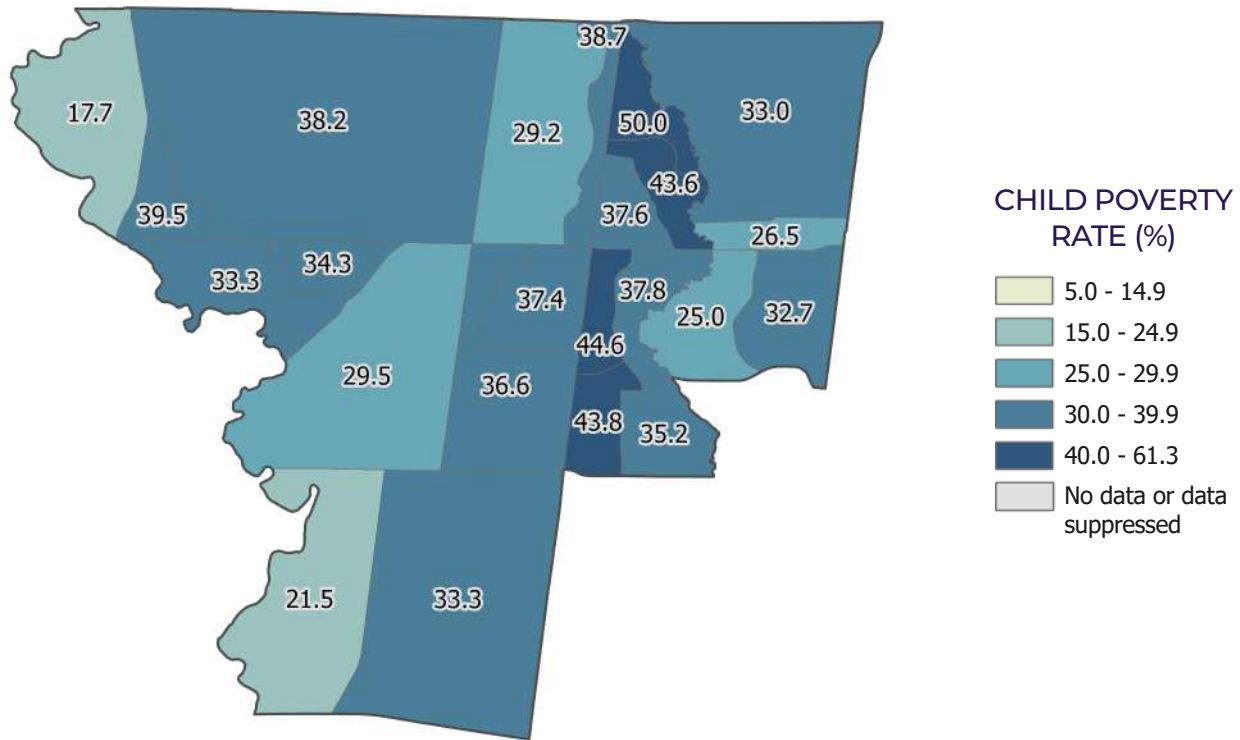 38.7
17.7
38.2
29.2
50.0
33.0
43.6
39.5
37.6
26.5
34.3
33.3
37.4
37.8
25.0
32.7
44.6
29.5
36.6
43.8
35.2
21.5
33.3
CHILD POVERTY
RATE (%)
5.0 - 14.9
15.0 - 24.9
25.0 - 29.9
30.0 - 39.9
40.0 - 61.3
No data or data
suppressed